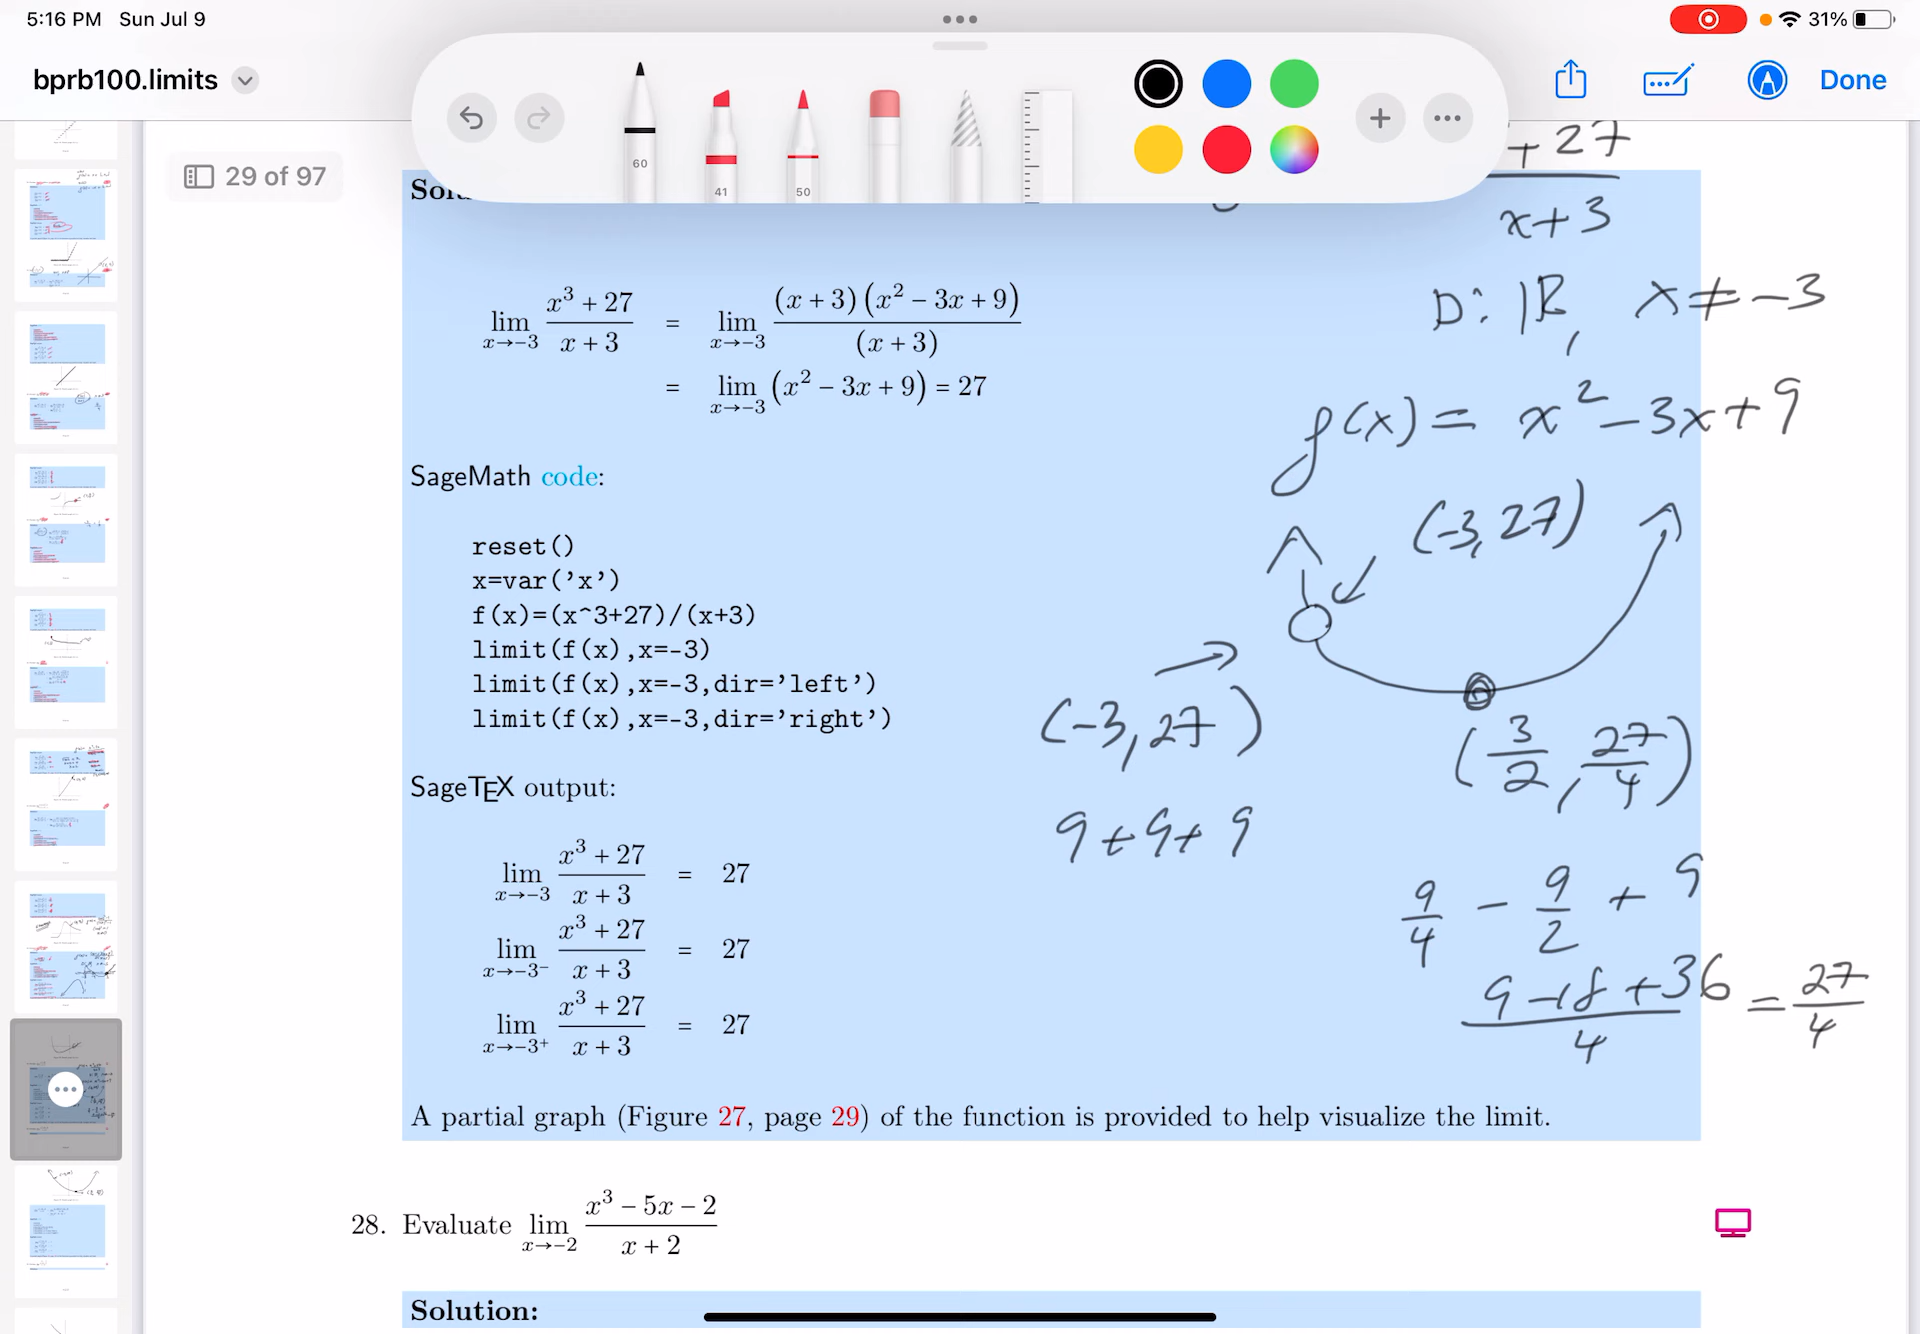 5:16 PM Sun Jul 9
31%
bprb100.limits
Done
60
41
50
29 of 97
+ 27
x+3
D: ℝ, x≠-3
lim x→-3 (x³ + 27)/(x + 3) = lim x→-3 (x + 3)(x² − 3x + 9)/(x + 3)
= lim x→-3 (x² − 3x + 9) = 27
f(x) = x² - 3x + 9
SageMath code:
(-3, 27)
reset()
x=var('x')
f(x)=(x^3+27)/(x+3)
limit(f(x),x=-3)
limit(f(x),x=-3,dir='left')
limit(f(x),x=-3,dir='right')
(-3, 27)
(3/2, 27/4)
SageTEX output:
9 + 9 + 9
lim x→-3 (x³ + 27)/(x + 3) = 27
9/4 - 9/2 + 9
lim x→-3⁻ (x³ + 27)/(x + 3) = 27
(9 - 18 + 36)/4 = 27/4
lim x→-3⁺ (x³ + 27)/(x + 3) = 27
A partial graph (Figure 27, page 29) of the function is provided to help visualize the limit.
28. Evaluate lim x→-2 (x³ − 5x − 2)/(x + 2)
Solution: